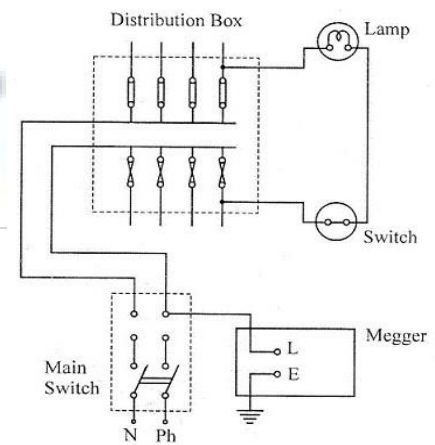 Distribution Box
Lamp
Switch
Megger
L
E
Main
Switch
N Ph